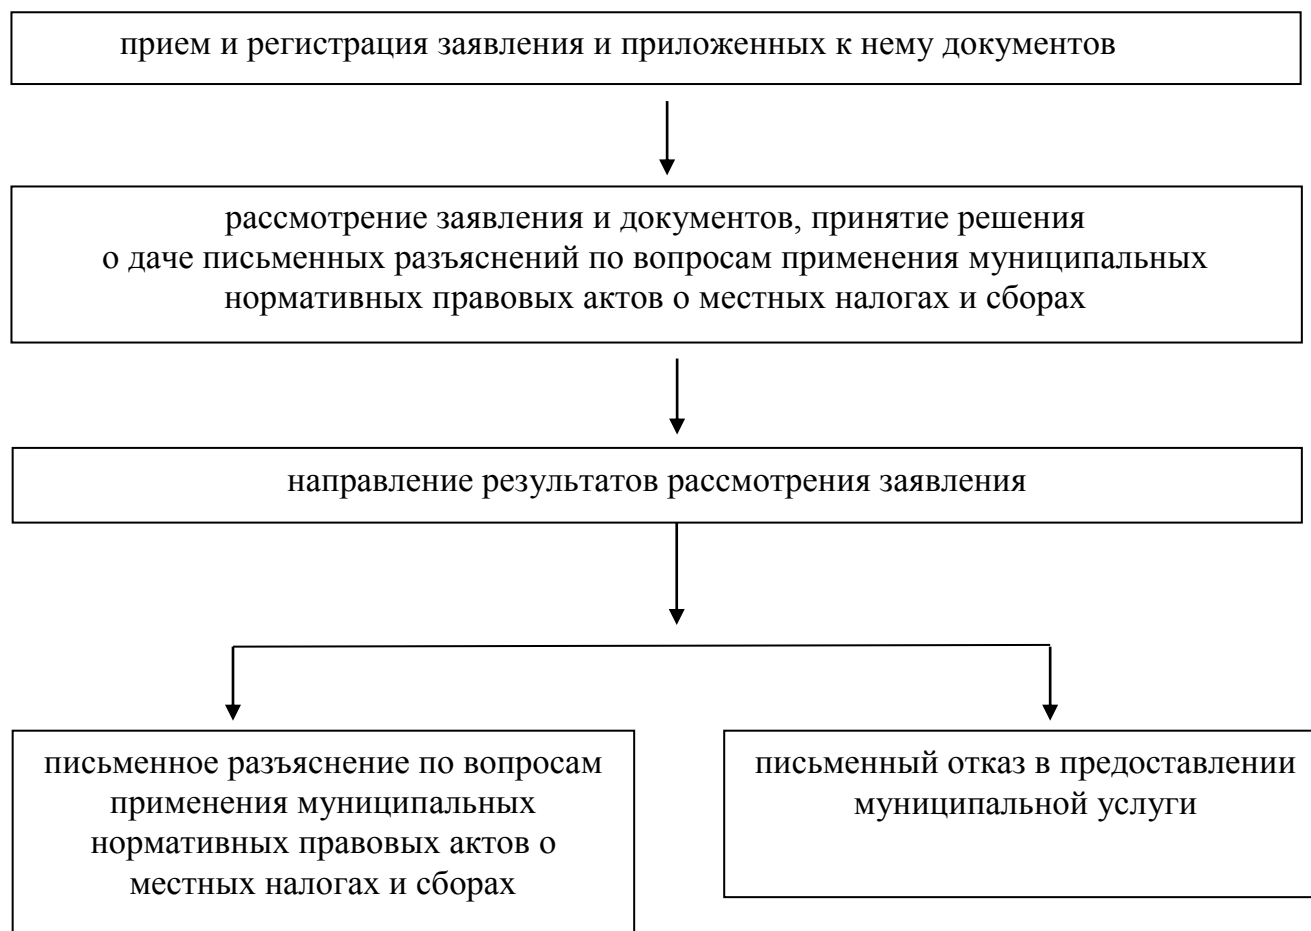 прием и регистрация заявления и приложенных к нему документов
рассмотрение заявления и документов, принятие решения
о даче письменных разъяснений по вопросам применения муниципальных
нормативных правовых актов о местных налогах и сборах
направление результатов рассмотрения заявления
письменное разъяснение по вопросам
применения муниципальных
нормативных правовых актов о
местных налогах и сборах
письменный отказ в предоставлении
муниципальной услуги